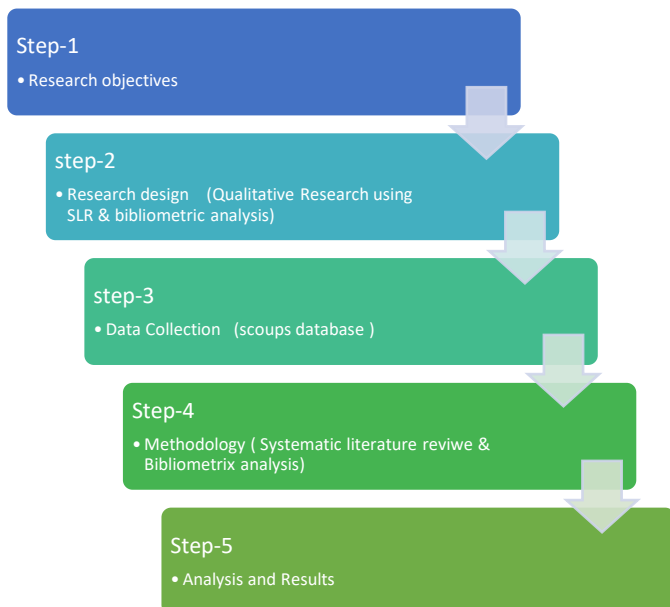 Step-1
• Research objectives
step-2
• Research design (Qualitative Research using
SLR & bibliometric analysis)
step-3
• Data Collection (scoups database )
Step-4
• Methodology ( Systematic literature reviwe &
Bibliometrix analysis)
Step-5
• Analysis and Results